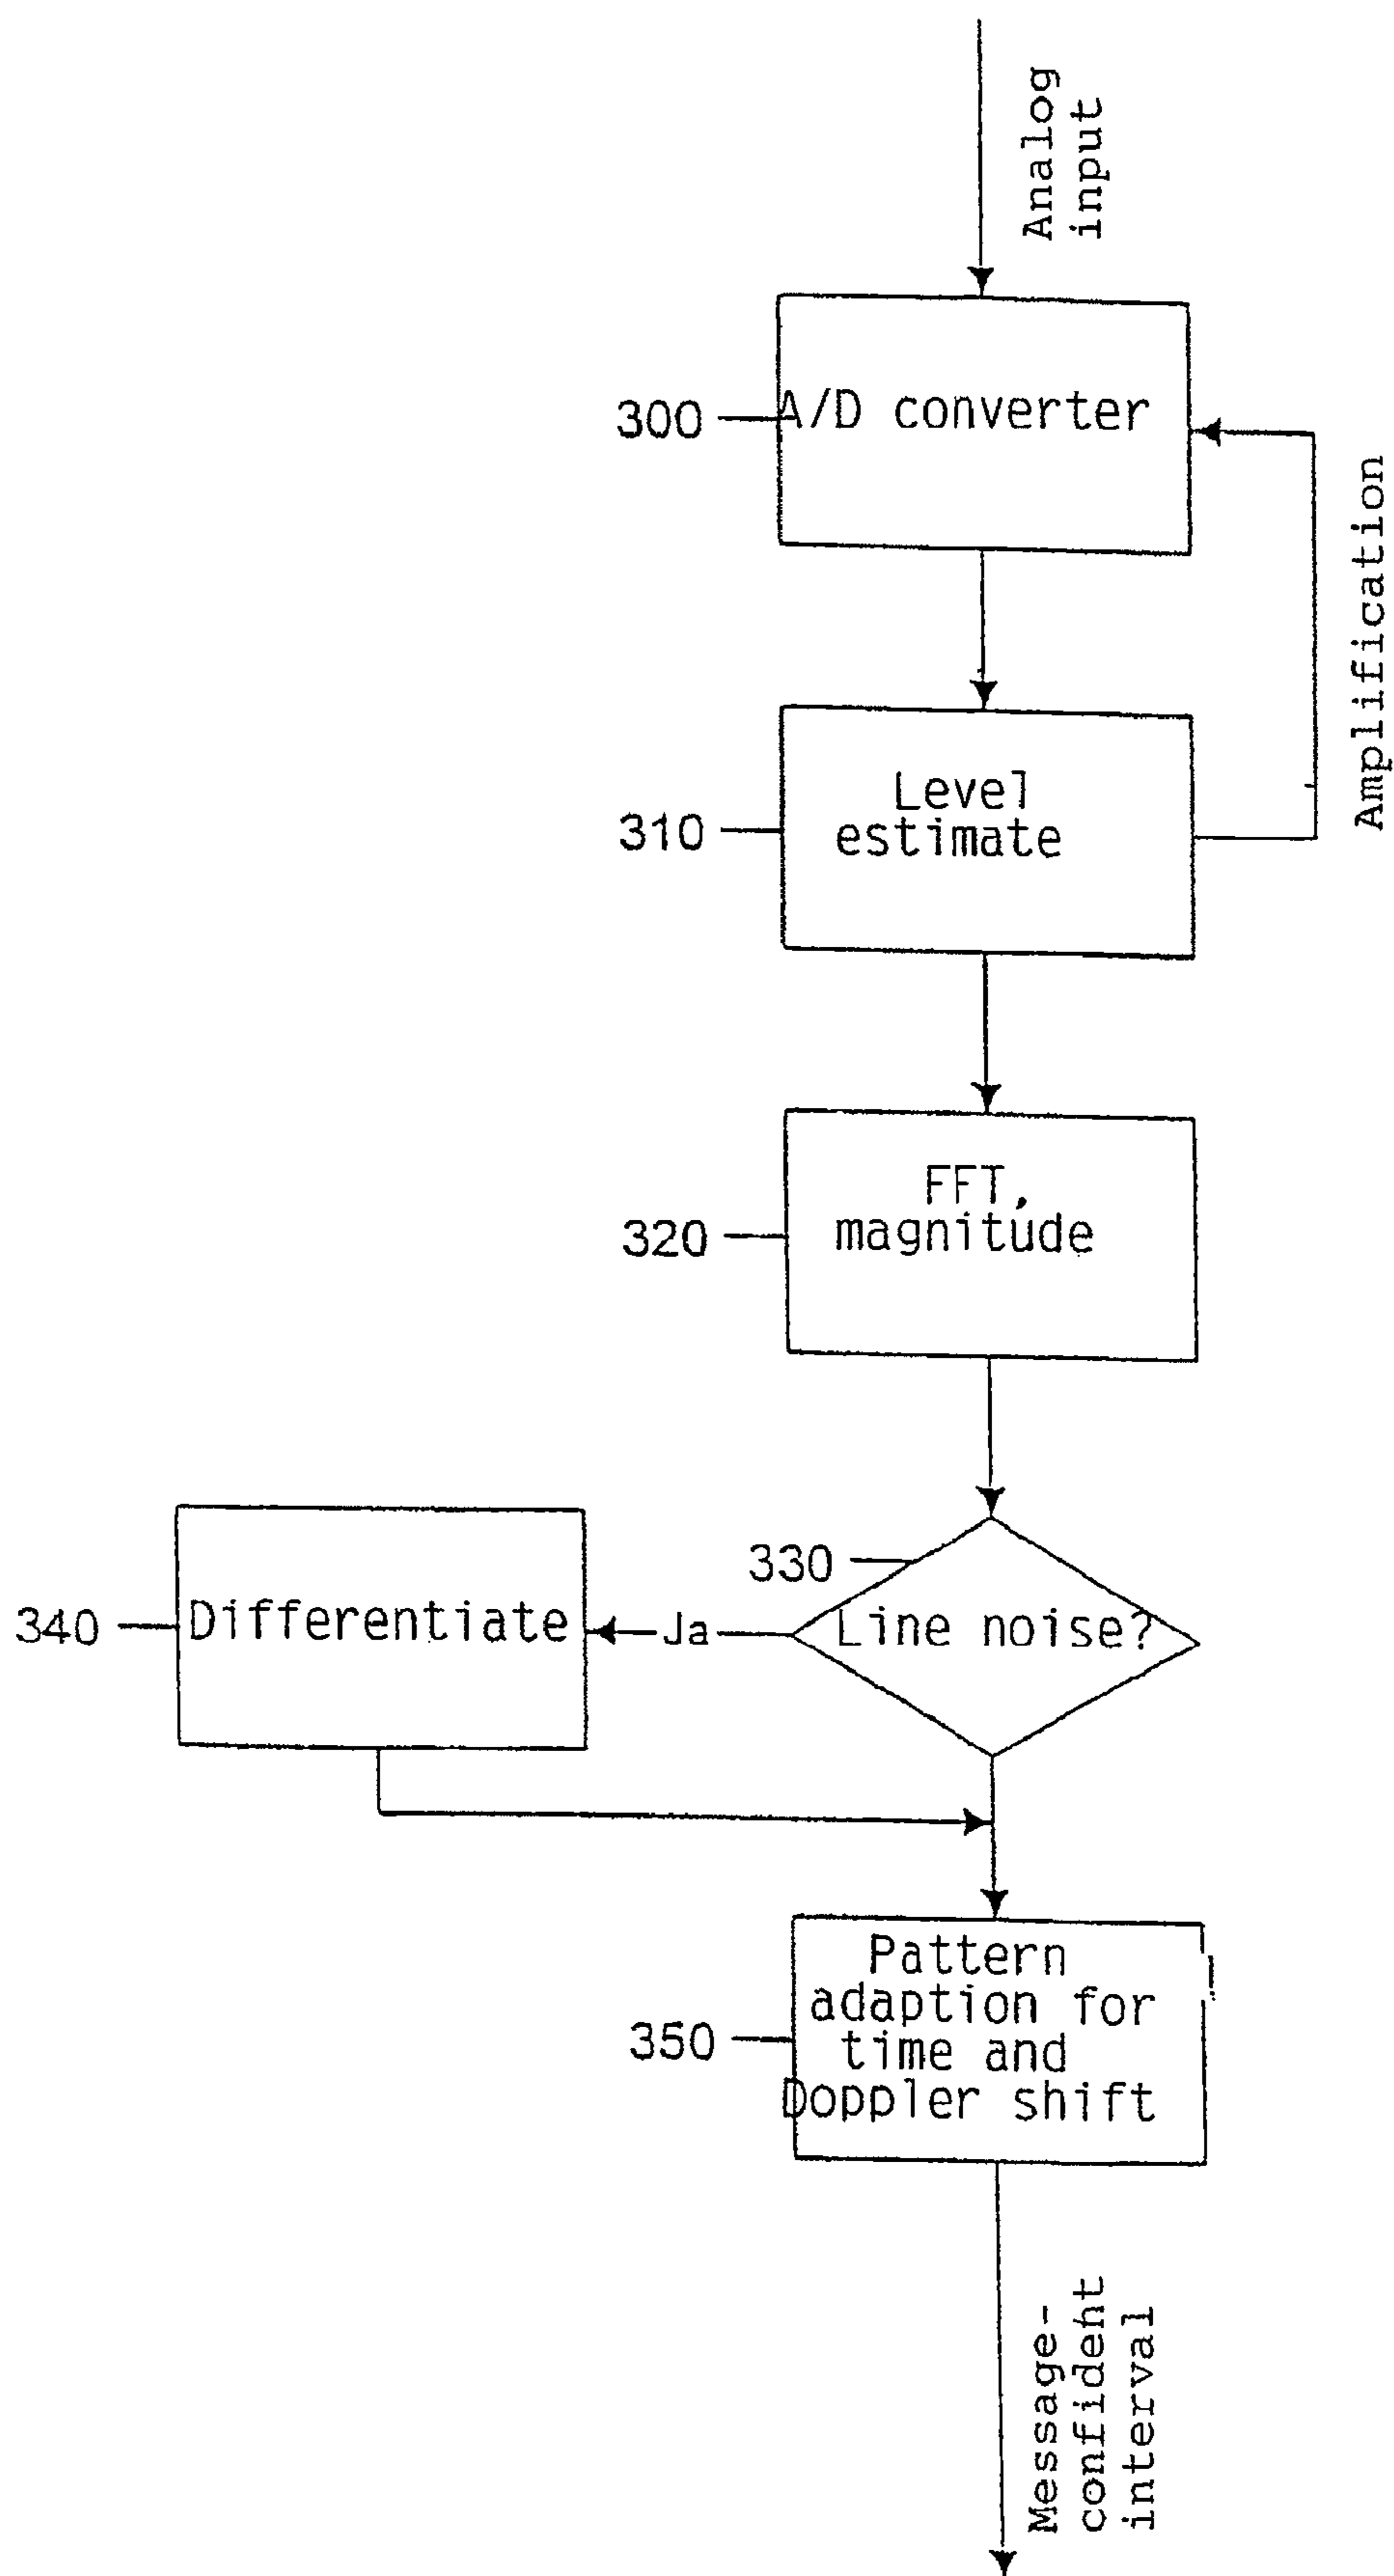 Analog
input
300
A/D converter
Amplification
310
Level
estimate
320
FFT,
magnitude
330
Line noise?
Ja
340
Differentiate
350
Pattern
adaption for
time and
Doppler shift
Message-
confident
interval